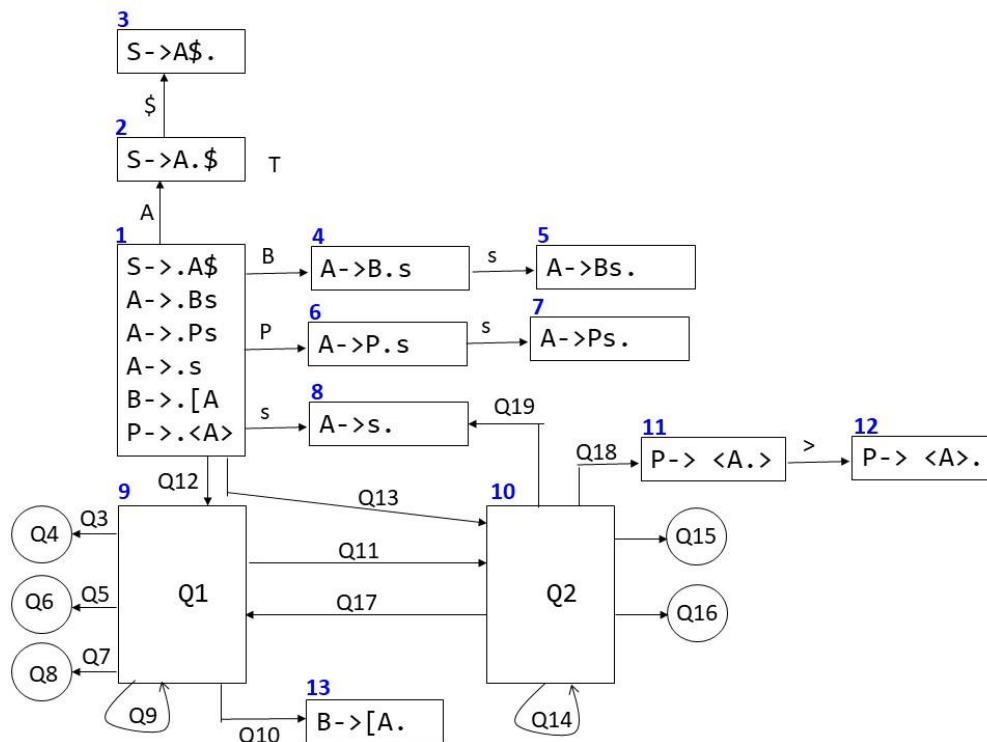 3
S->A$.
$
2
S->A.$
T
A
1
S->.A$
A->.Bs
A->.Ps
A->.s
B->.[A
P->.<A>
B
4
A->B.s
s
5
A->Bs.
P
6
A->P.s
s
7
A->Ps.
s
8
A->s.
Q19
Q18
11
P-> <A.>
>
12
P-> <A>.
Q12
Q13
9
10
Q4
Q3
Q6
Q5
Q8
Q7
Q1
Q11
Q17
Q2
Q15
Q16
Q9
Q10
13
B->[A.
Q14